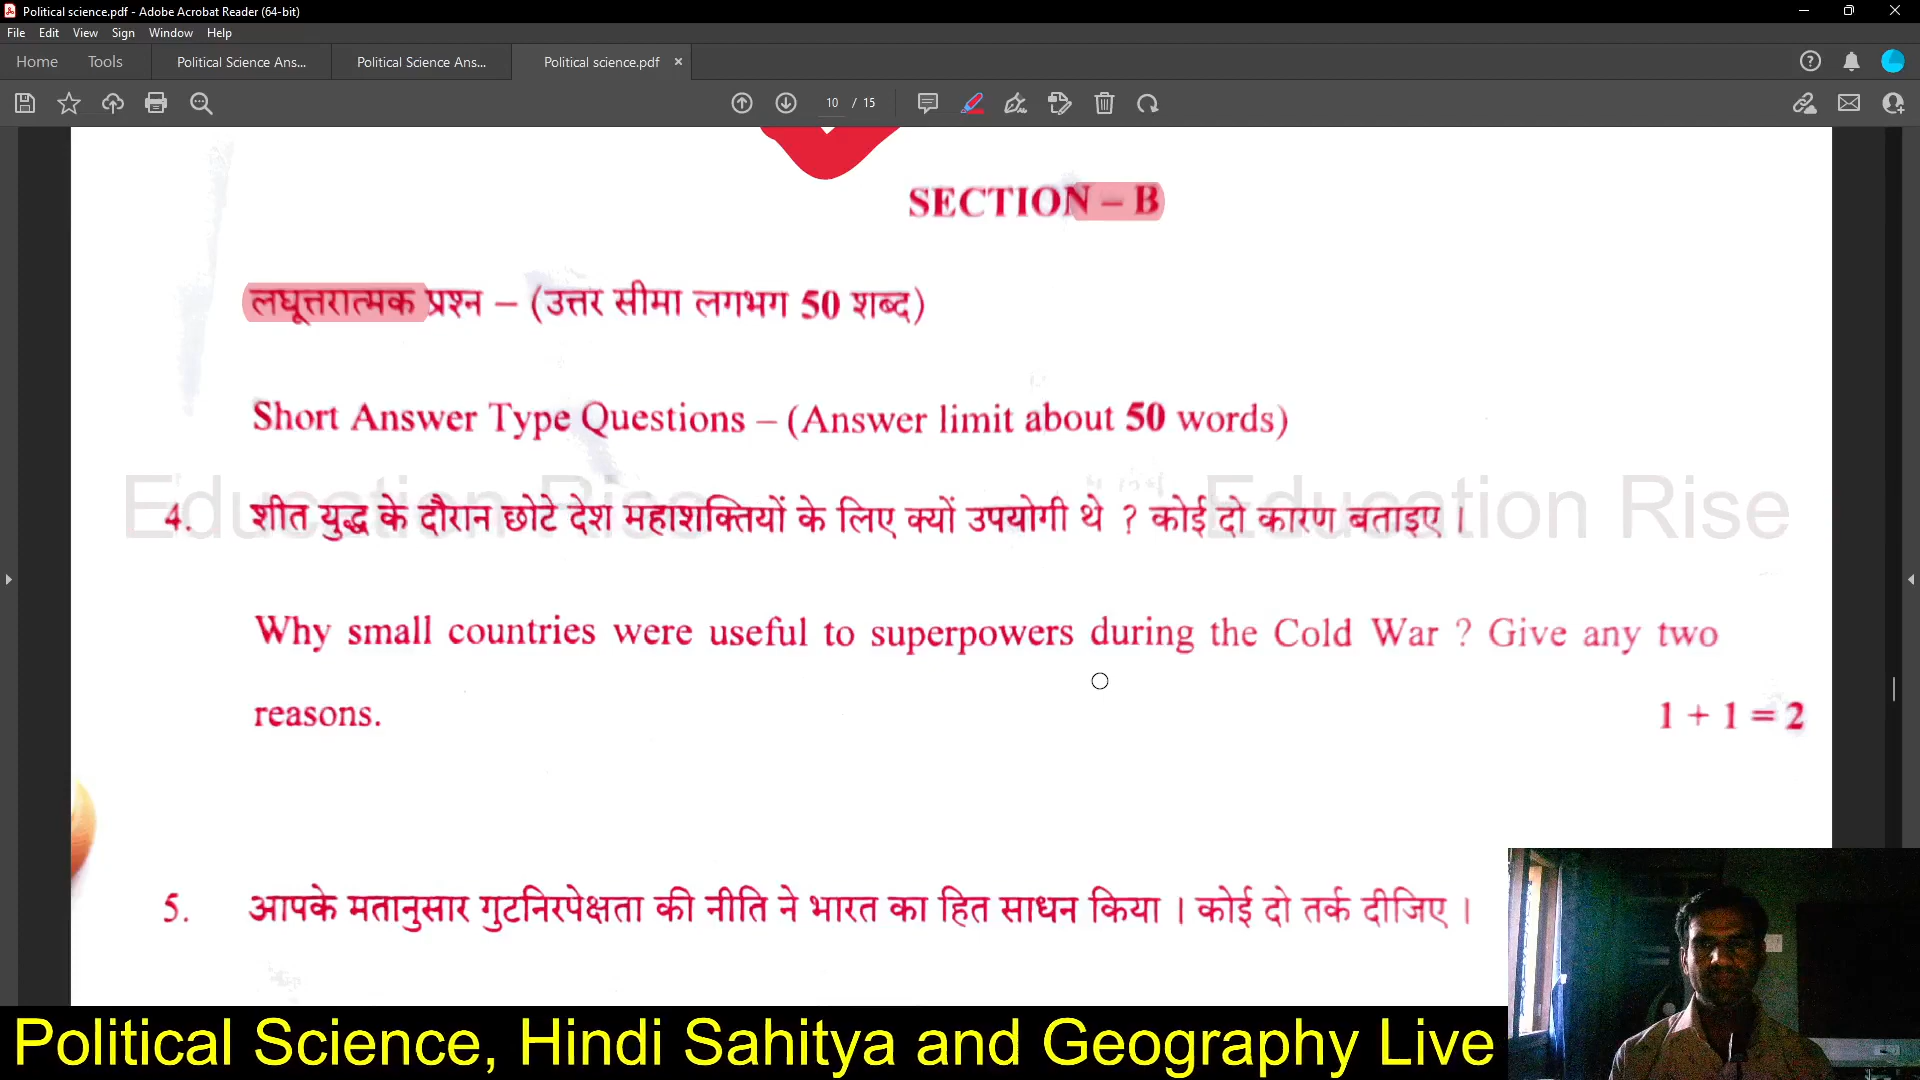 Political science.pdf - Adobe Acrobat Reader (64-bit)
File Edit View Sign Window Help
Home Tools Political Science Ans... Political Science Ans... Political science.pdf ×
10 / 15
SECTION – B
लघूत्तरात्मक प्रश्न – (उत्तर सीमा लगभग 50 शब्द)
Short Answer Type Questions – (Answer limit about 50 words)
Education Rise Education Rise
4. शीत युद्ध के दौरान छोटे देश महाशक्तियों के लिए क्यों उपयोगी थे ? कोई दो कारण बताइए ।
Why small countries were useful to superpowers during the Cold War ? Give any two
reasons. 1 + 1 = 2
5. आपके मतानुसार गुटनिरपेक्षता की नीति ने भारत का हित साधन किया । कोई दो तर्क दीजिए ।
Political Science, Hindi Sahitya and Geography Live